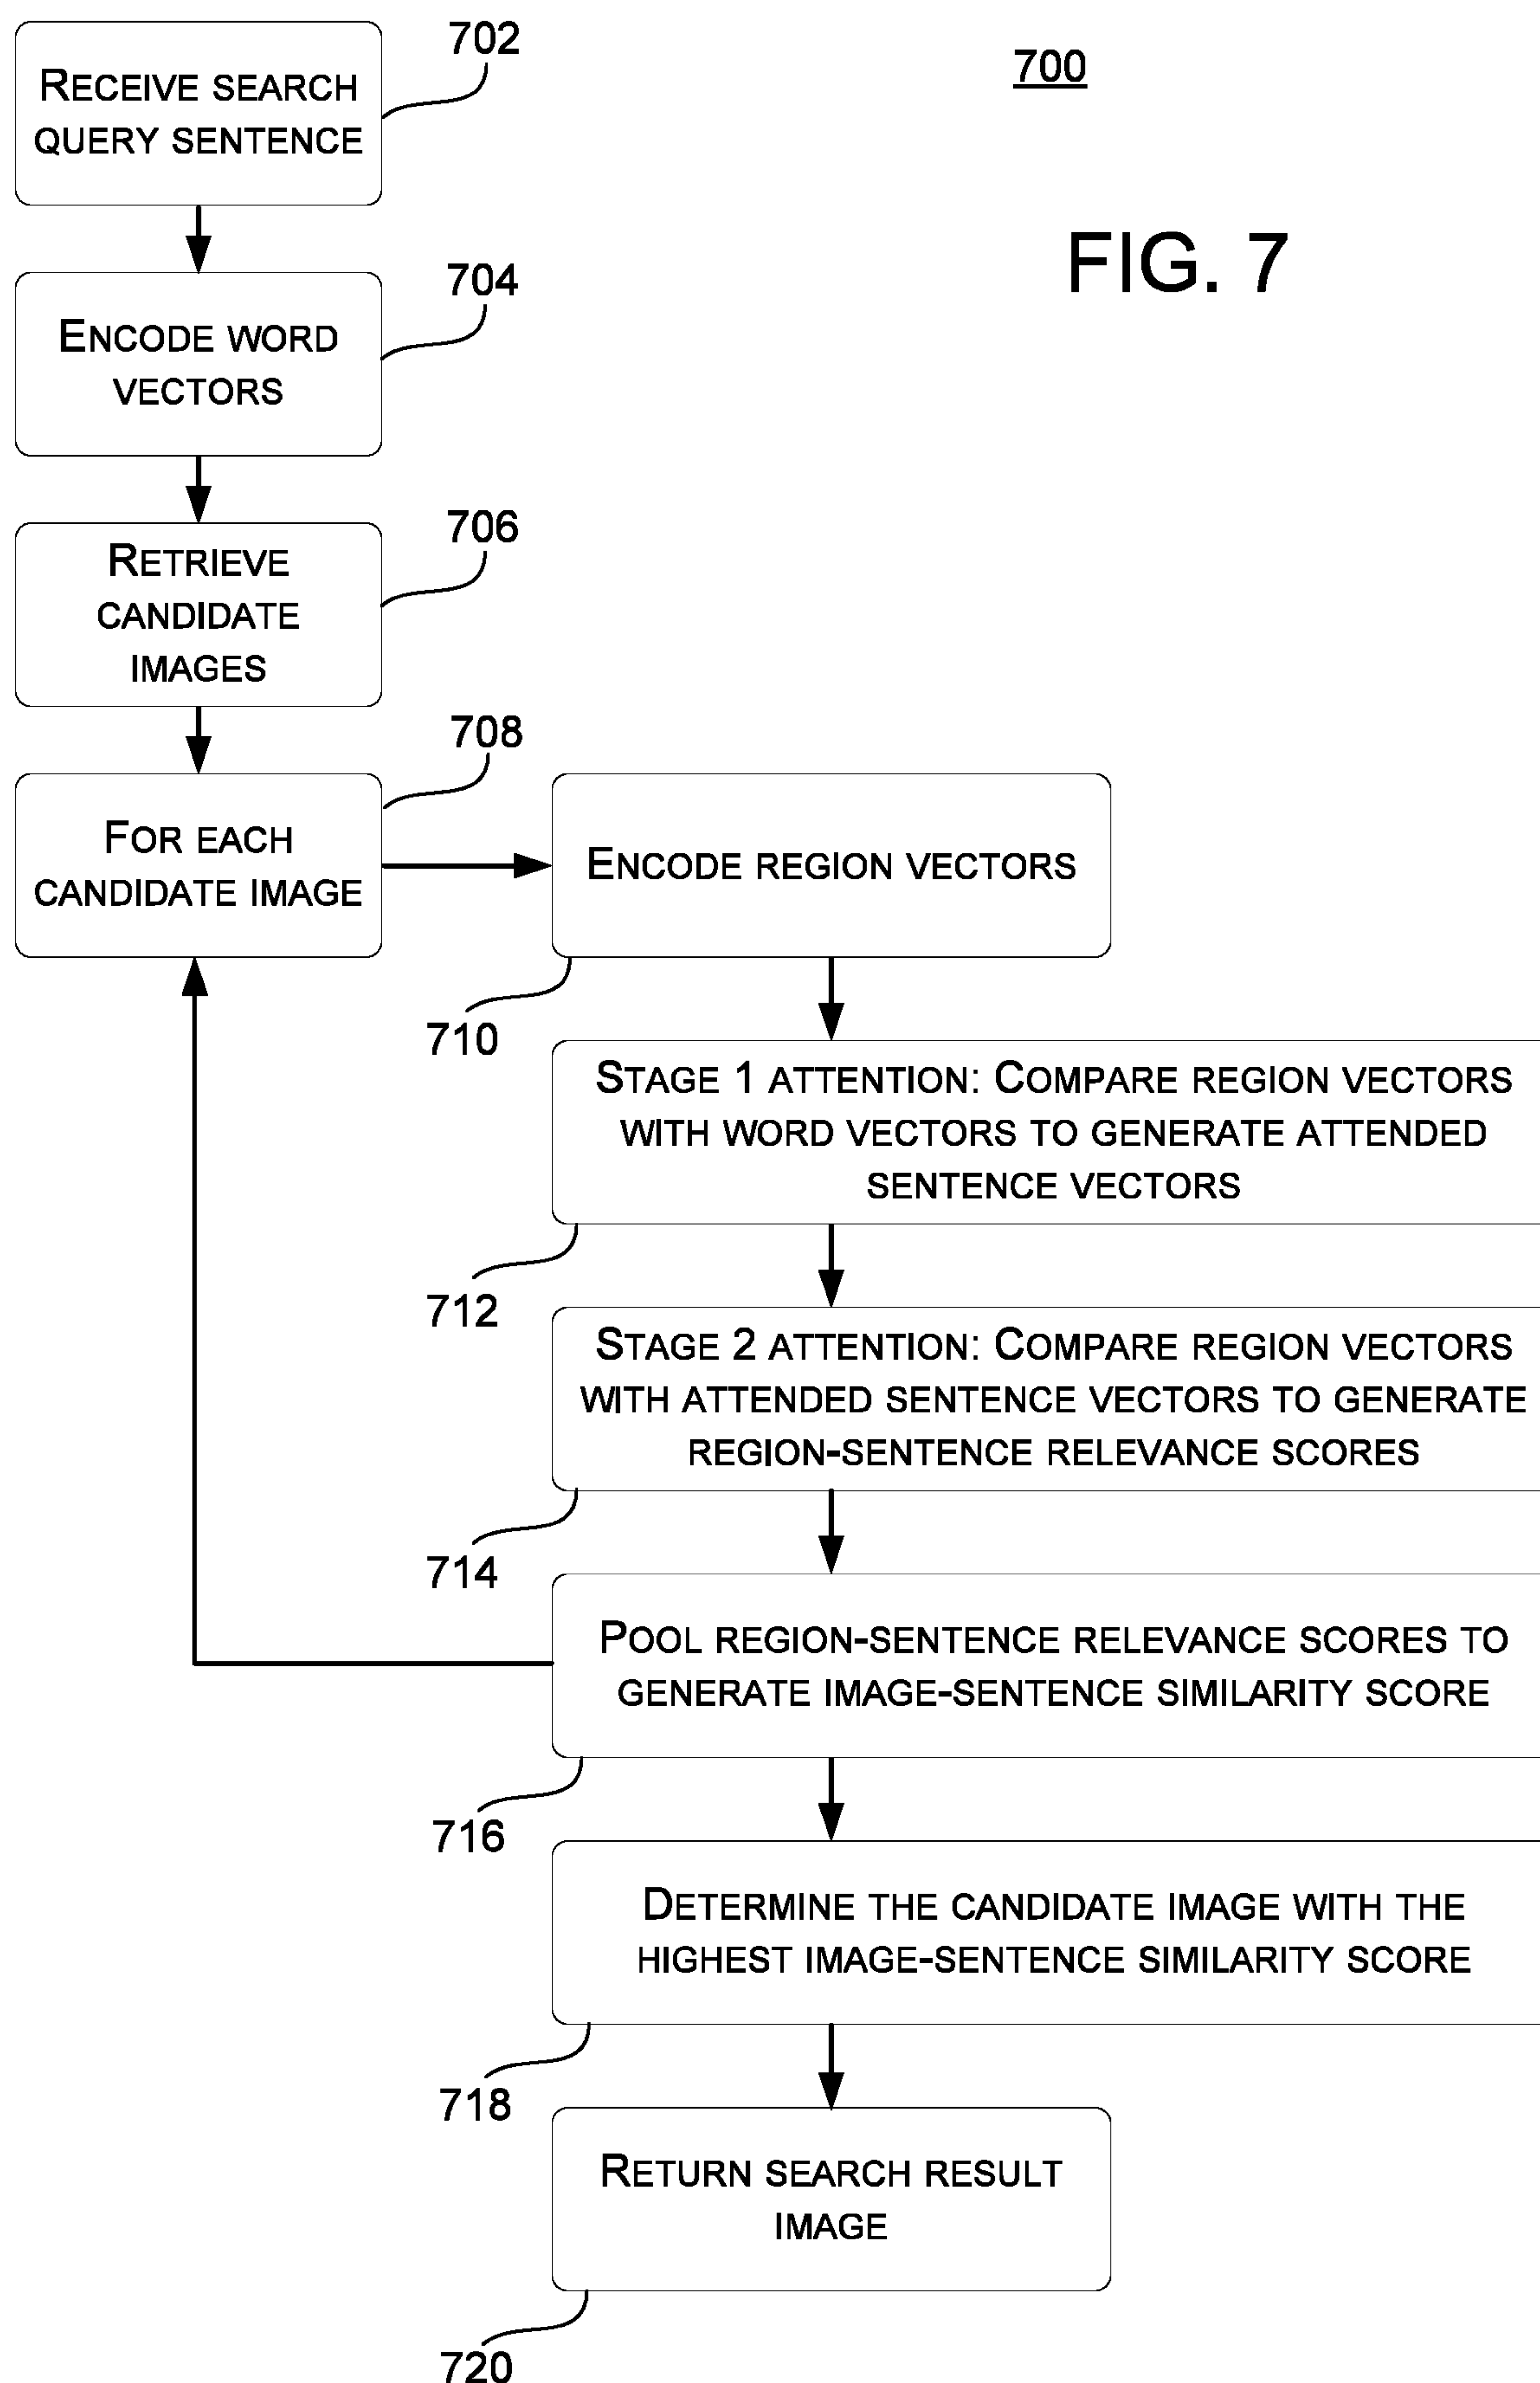 702
700
RECEIVE SEARCH
QUERY SENTENCE
FIG. 7
704
ENCODE WORD
VECTORS
706
RETRIEVE
CANDIDATE
IMAGES
708
FOR EACH
CANDIDATE IMAGE
ENCODE REGION VECTORS
710
STAGE 1 ATTENTION: COMPARE REGION VECTORS
WITH WORD VECTORS TO GENERATE ATTENDED
SENTENCE VECTORS
712
STAGE 2 ATTENTION: COMPARE REGION VECTORS
WITH ATTENDED SENTENCE VECTORS TO GENERATE
REGION-SENTENCE RELEVANCE SCORES
714
POOL REGION-SENTENCE RELEVANCE SCORES TO
GENERATE IMAGE-SENTENCE SIMILARITY SCORE
716
DETERMINE THE CANDIDATE IMAGE WITH THE
HIGHEST IMAGE-SENTENCE SIMILARITY SCORE
718
RETURN SEARCH RESULT
IMAGE
720